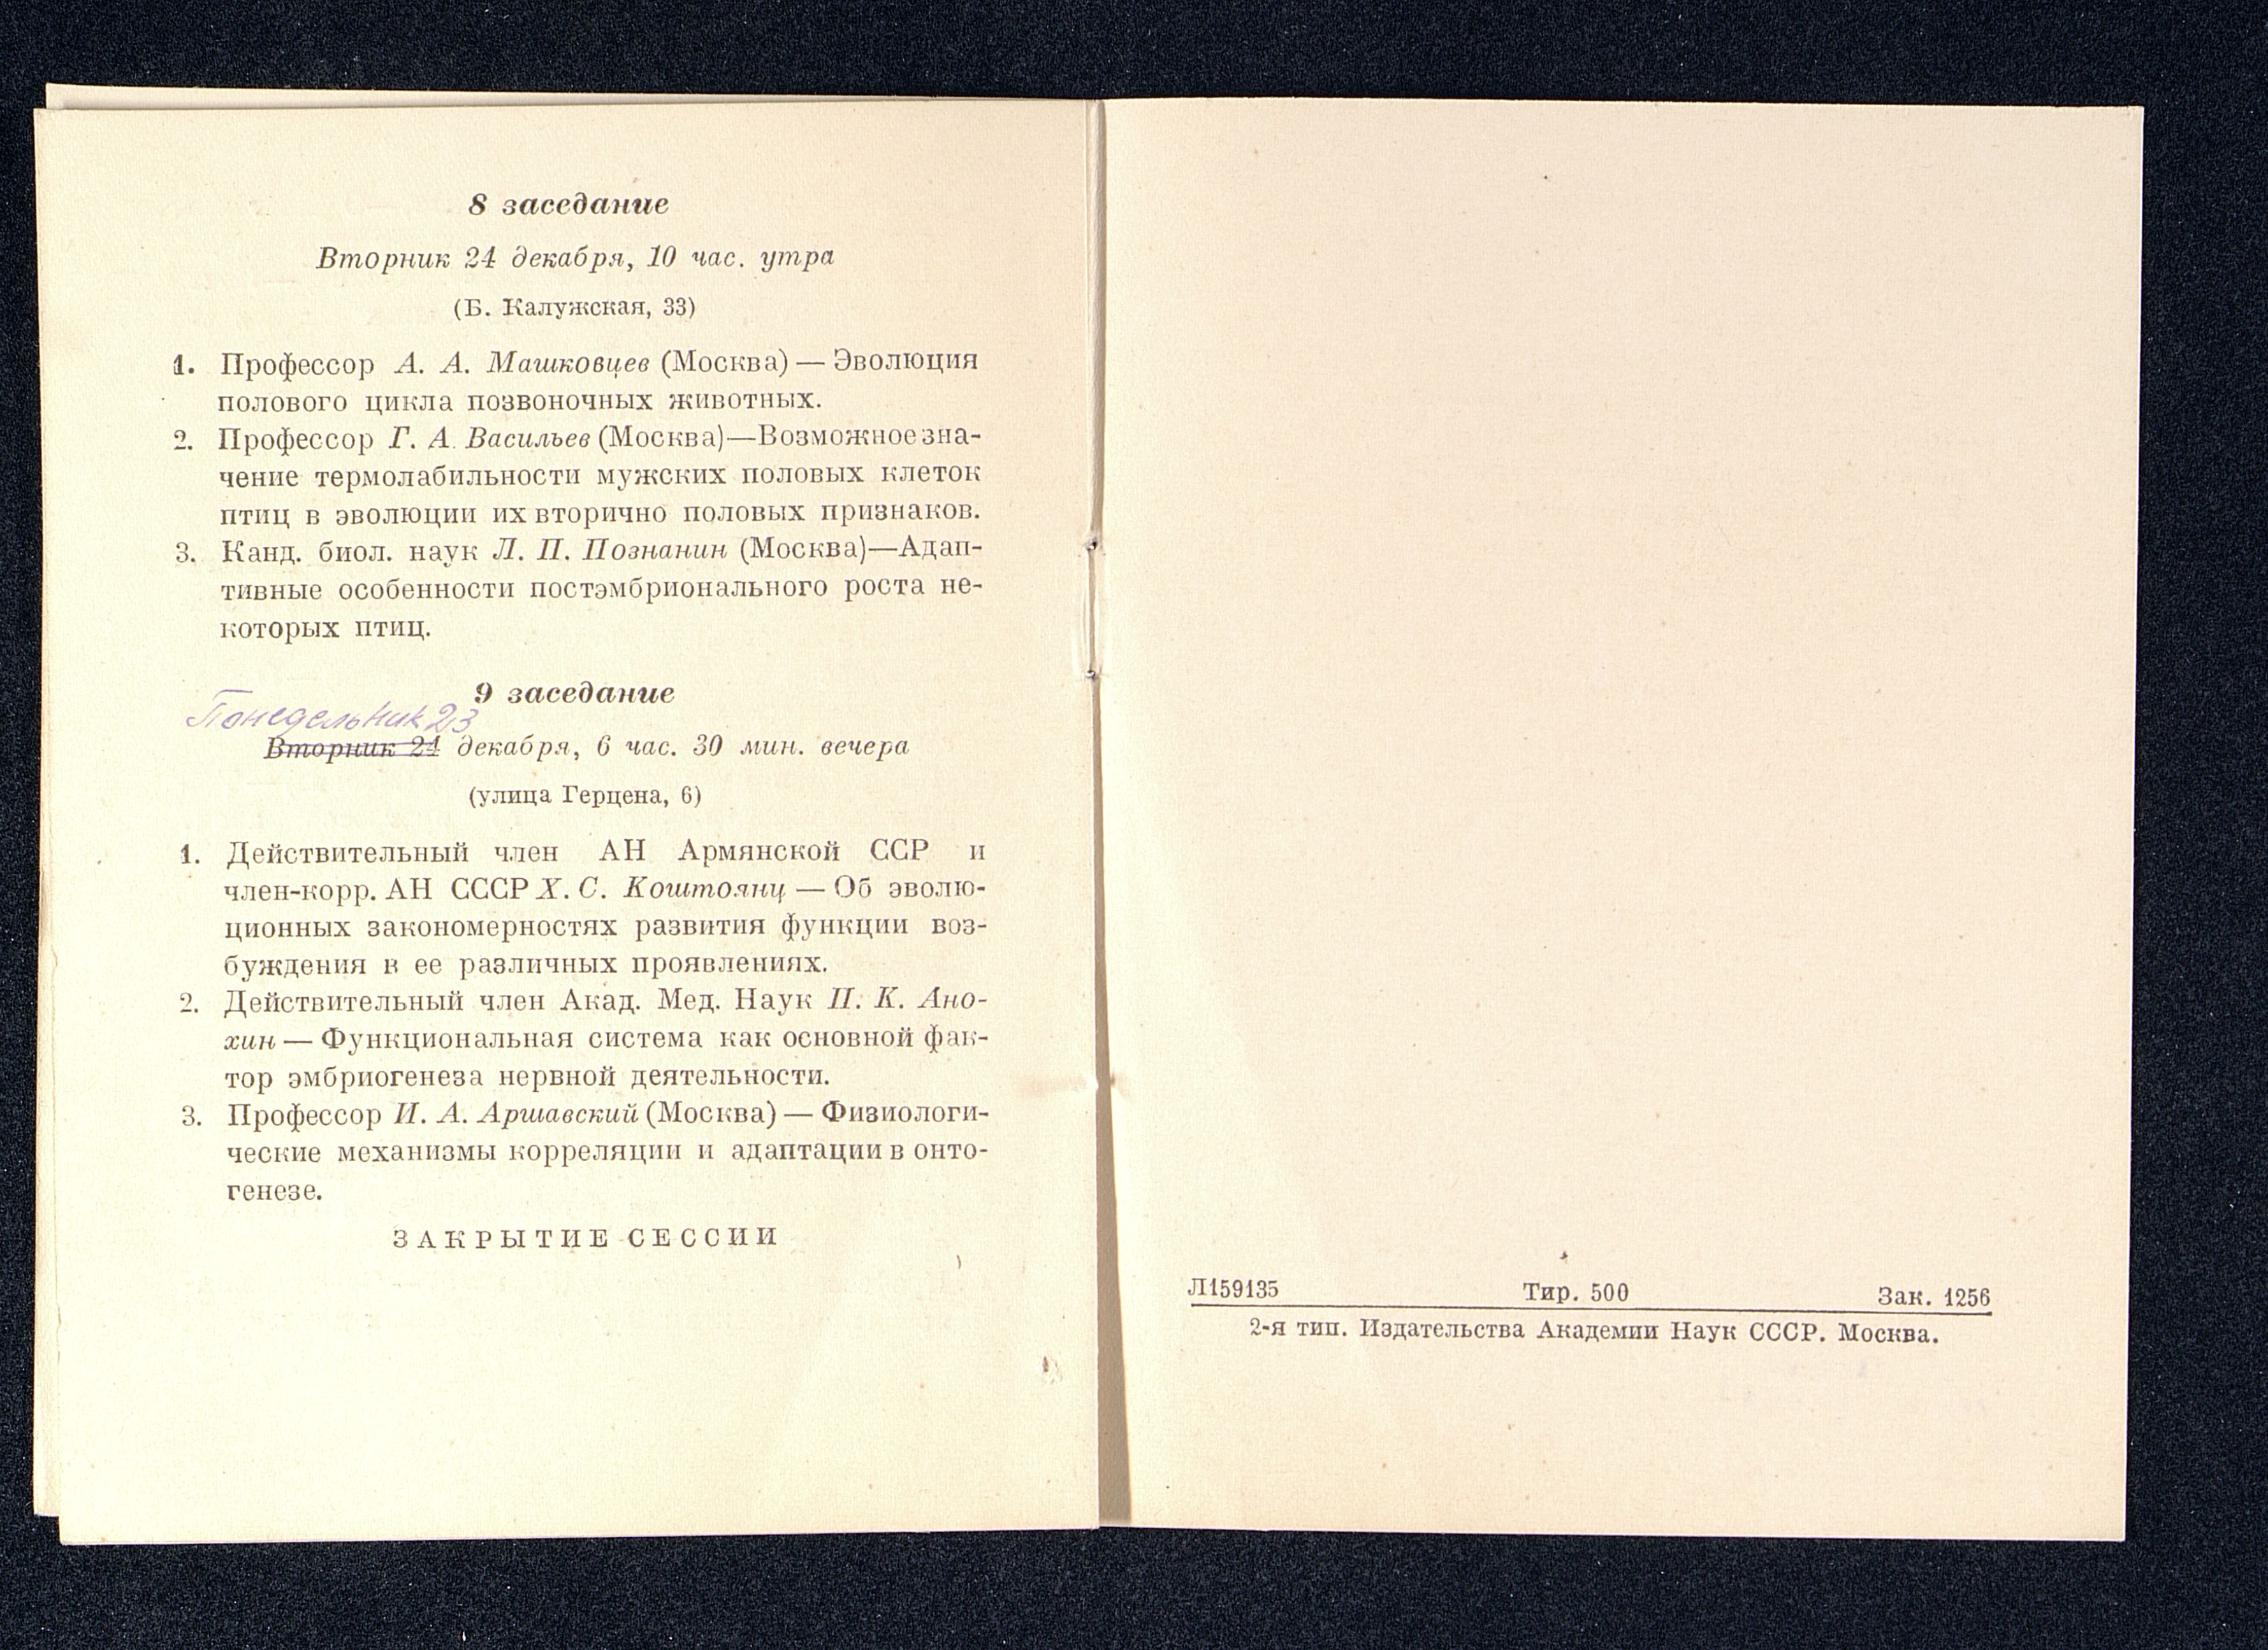 8 заседание
Вторник 24 декабря, 10 час. утра
(Б. Калужская, 33)
1. Профессор А. А. Машковцев (Москва) — Эволюция
полового цикла позвоночных животных.
2. Профессор Г. А. Васильев (Москва)—Возможное зна-
чение термолабильности мужских половых клеток
птиц в эволюции их вторично половых признаков.
3. Канд. биол. наук Л. П. Познанин (Москва)—Адап-
тивные особенности постэмбрионального роста не-
которых птиц.
9 заседание
Понедельник 23
Вторник 24 декабря, 6 час. 30 мин. вечера
(улица Герцена, 6)
1. Действительный член АН Армянской ССР и
член-корр. АН СССР Х. С. Коштоянц — Об эволю-
ционных закономерностях развития функции воз-
буждения в ее различных проявлениях.
2. Действительный член Акад. Мед. Наук П. К. Ано-
хин — Функциональная система как основной фак-
тор эмбриогенеза нервной деятельности.
3. Профессор И. А. Аршавский (Москва) — Физиологи-
ческие механизмы корреляции и адаптации в онто-
генезе.
ЗАКРЫТИЕ СЕССИИ
Л159135 Тир. 500 Зак. 1256
2-я тип. Издательства Академии Наук СССР. Москва.